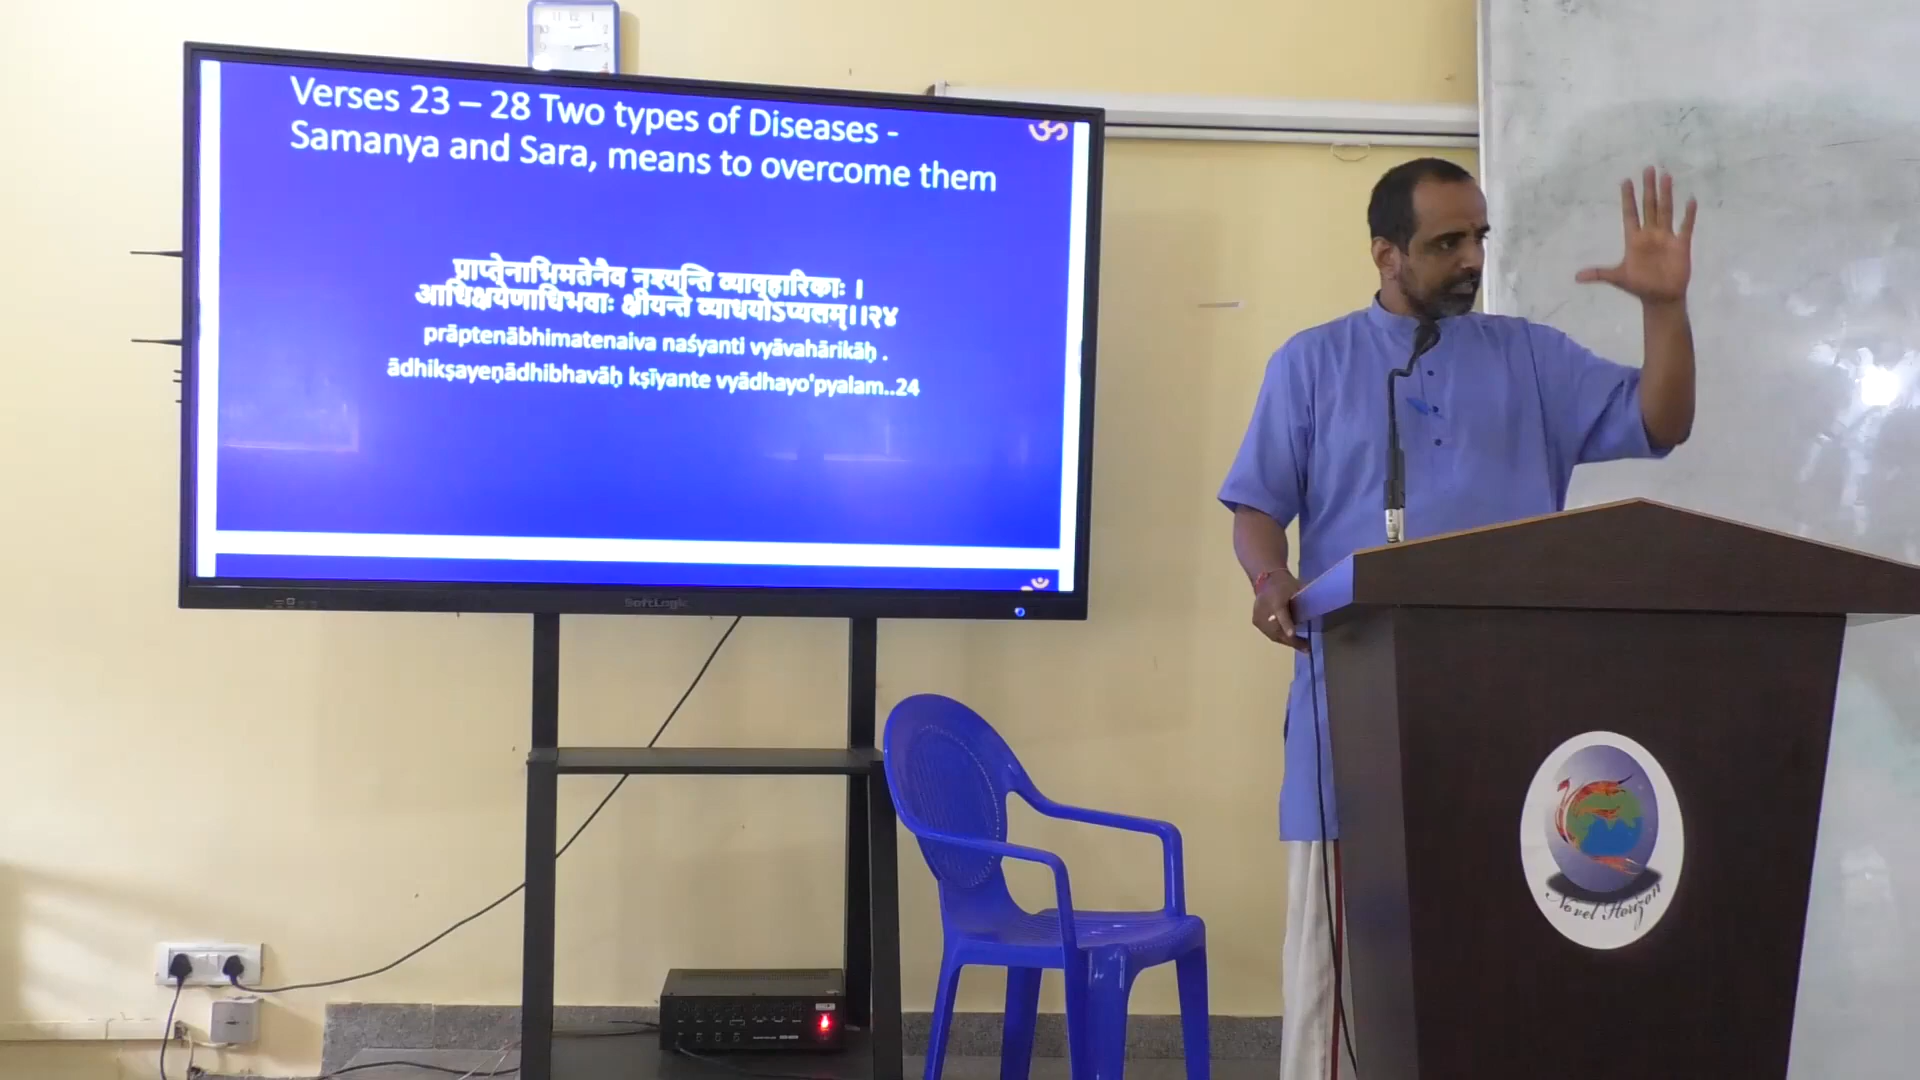 Verses 23 – 28 Two types of Diseases -
Samanya and Sara, means to overcome them
ॐ
प्राप्तेनाभिमतेनैव नश्यन्ति व्यावहारिकाः ।
आधिक्षयेणाधिभवाः क्षीयन्ते व्याधयोऽप्यलम्।।२४
prāptenābhimatenaiva naśyanti vyāvahārikāḥ .
ādhikṣayeṇādhibhavāḥ kṣīyante vyādhayo'pyalam..24
SoftLogic
Novel Horizon